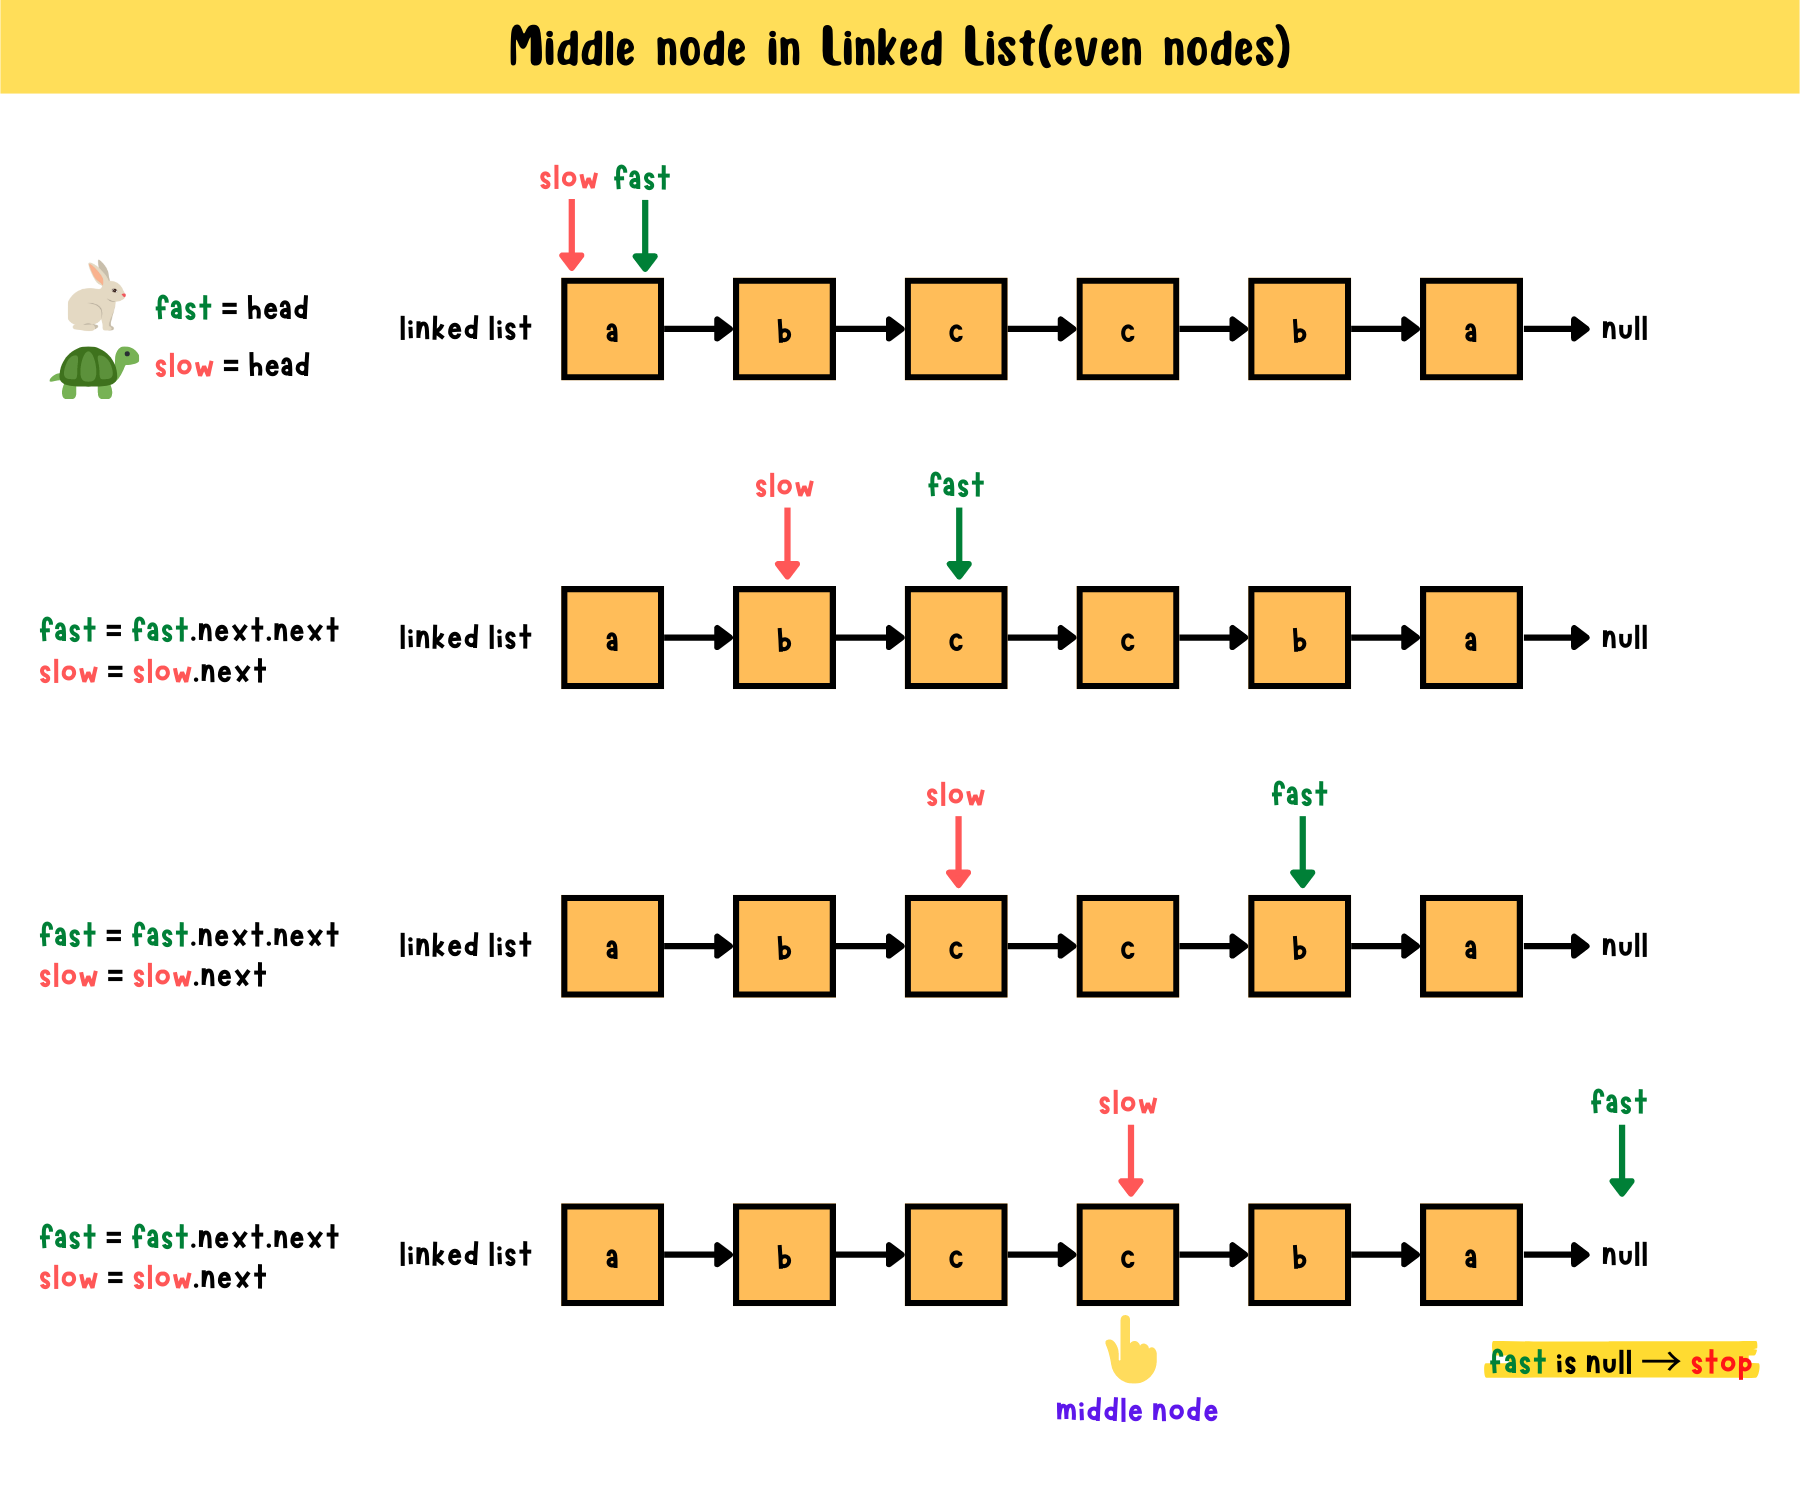 Middle node in Linked List(even nodes)
slow fast
fast = head
slow = head
linked list a b c c b a null
slow fast
fast = fast.next.next
slow = slow.next
linked list a b c c b a null
slow fast
fast = fast.next.next
slow = slow.next
linked list a b c c b a null
slow fast
fast = fast.next.next
slow = slow.next
linked list a b c c b a null
fast is null → stop
middle node